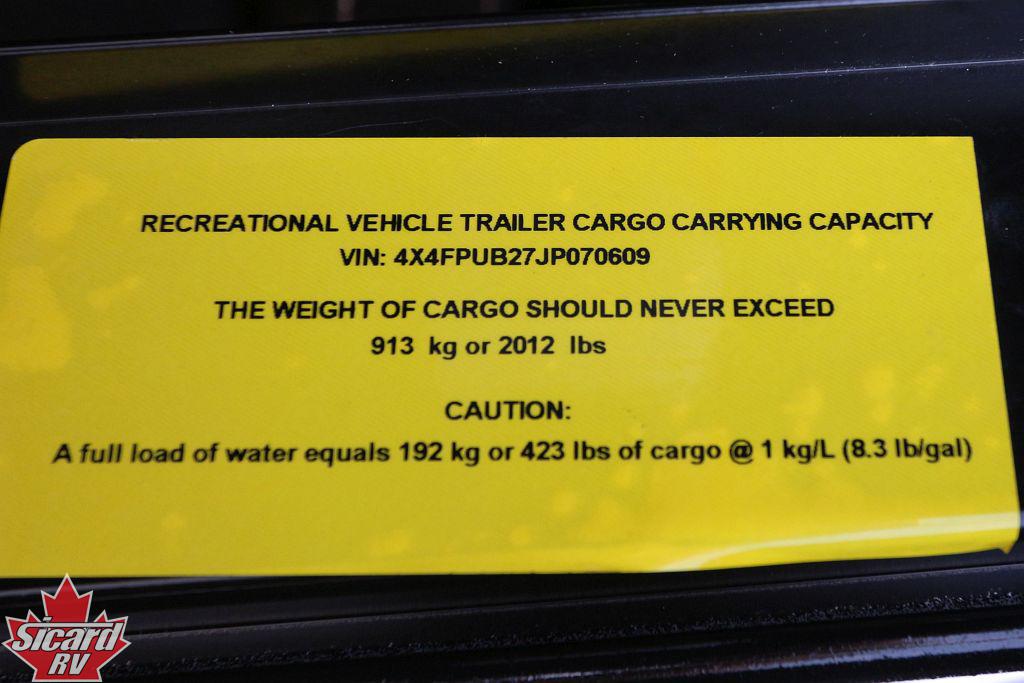 RECREATIONAL VEHICLE TRAILER CARGO CARRYING CAPACITY
VIN: 4X4FPUB27JP070609
THE WEIGHT OF CARGO SHOULD NEVER EXCEED
913 kg or 2012 lbs
CAUTION:
A full load of water equals 192 kg or 423 lbs of cargo @ 1 kg/L (8.3 lb/gal)
Sicard
RV